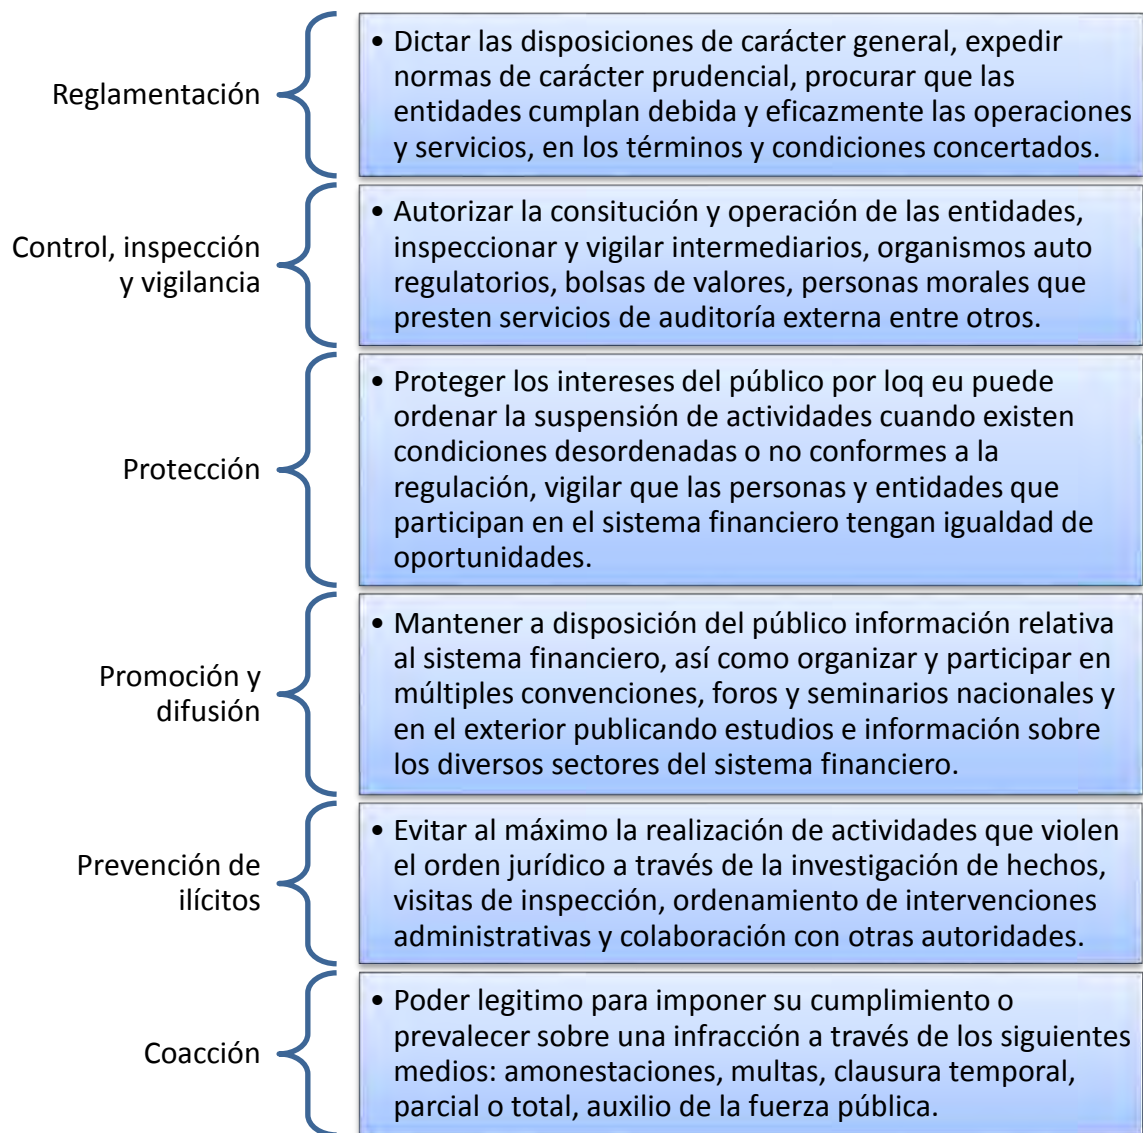 Reglamentación
• Dictar las disposiciones de carácter general, expedir
normas de carácter prudencial, procurar que las
entidades cumplan debida y eficazmente las operaciones
y servicios, en los términos y condiciones concertados.
Control, inspección
y vigilancia
• Autorizar la consitución y operación de las entidades,
inspeccionar y vigilar intermediarios, organismos auto
regulatorios, bolsas de valores, personas morales que
presten servicios de auditoría externa entre otros.
Protección
• Proteger los intereses del público por loq eu puede
ordenar la suspensión de actividades cuando existen
condiciones desordenadas o no conformes a la
regulación, vigilar que las personas y entidades que
participan en el sistema financiero tengan igualdad de
oportunidades.
Promoción y
difusión
• Mantener a disposición del público información relativa
al sistema financiero, así como organizar y participar en
múltiples convenciones, foros y seminarios nacionales y
en el exterior publicando estudios e información sobre
los diversos sectores del sistema financiero.
Prevención de
ilícitos
• Evitar al máximo la realización de actividades que violen
el orden jurídico a través de la investigación de hechos,
visitas de inspección, ordenamiento de intervenciones
administrativas y colaboración con otras autoridades.
Coacción
• Poder legitimo para imponer su cumplimiento o
prevalecer sobre una infracción a través de los siguientes
medios: amonestaciones, multas, clausura temporal,
parcial o total, auxilio de la fuerza pública.